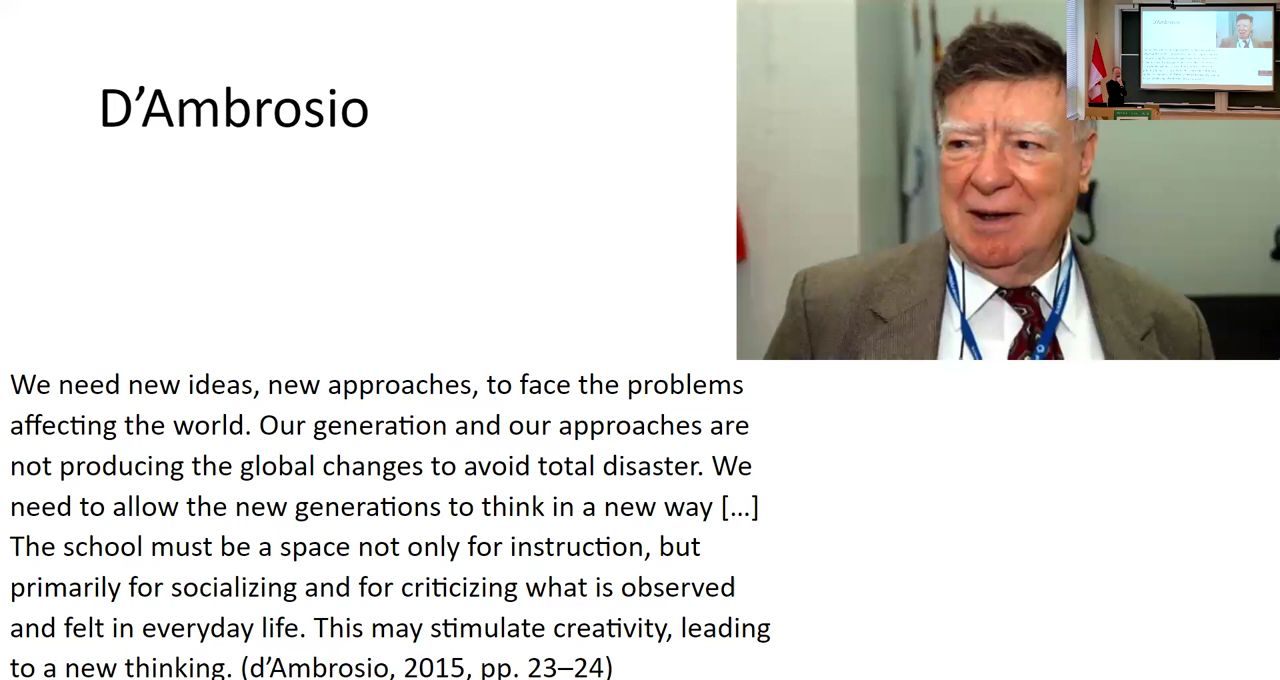 D’Ambrosio
We need new ideas, new approaches, to face the problems
affecting the world. Our generation and our approaches are
not producing the global changes to avoid total disaster. We
need to allow the new generations to think in a new way […]
The school must be a space not only for instruction, but
primarily for socializing and for criticizing what is observed
and felt in everyday life. This may stimulate creativity, leading
to a new thinking. (d’Ambrosio, 2015, pp. 23–24)